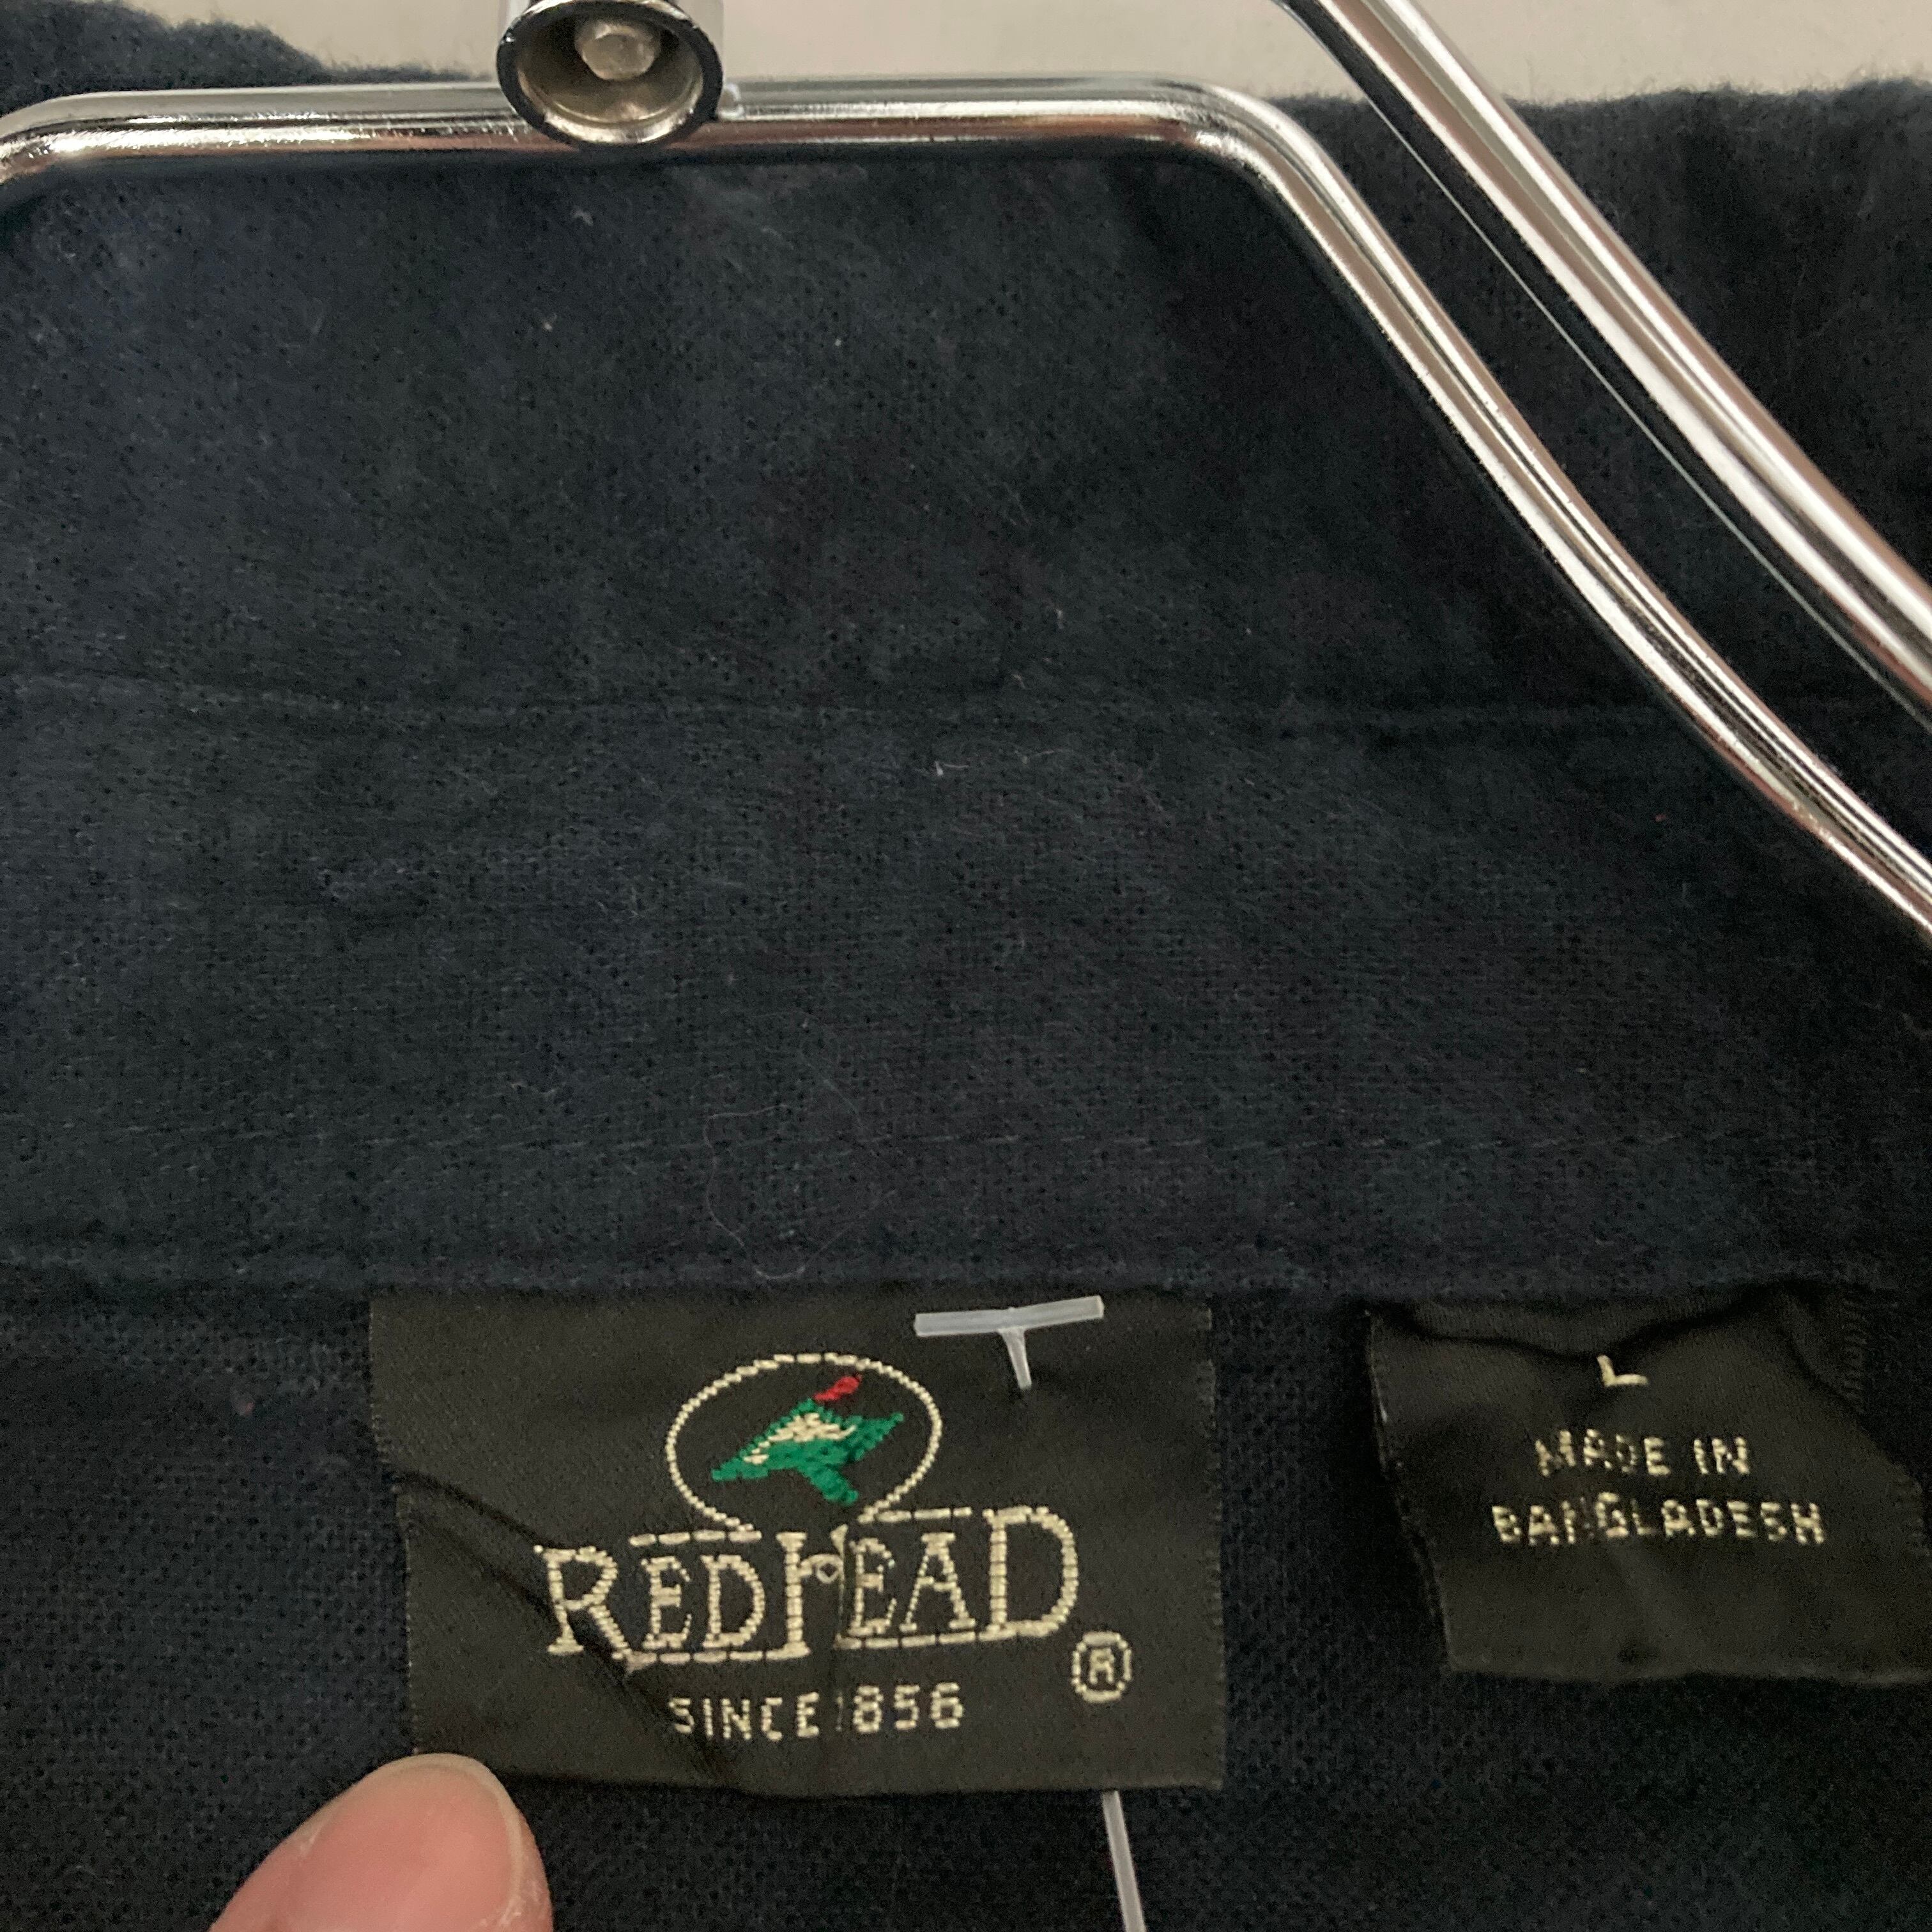 REDHEAD
®
SINCE 1856
L
MADE IN
BANGLADESH